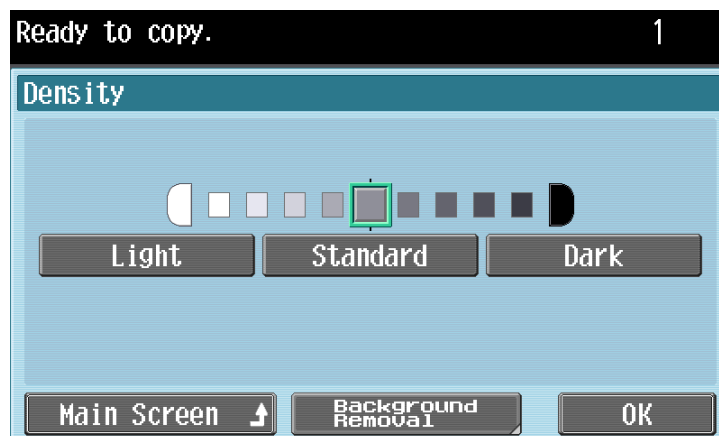 Ready to copy. 1
Density
Light Standard Dark
Main Screen Background Removal OK